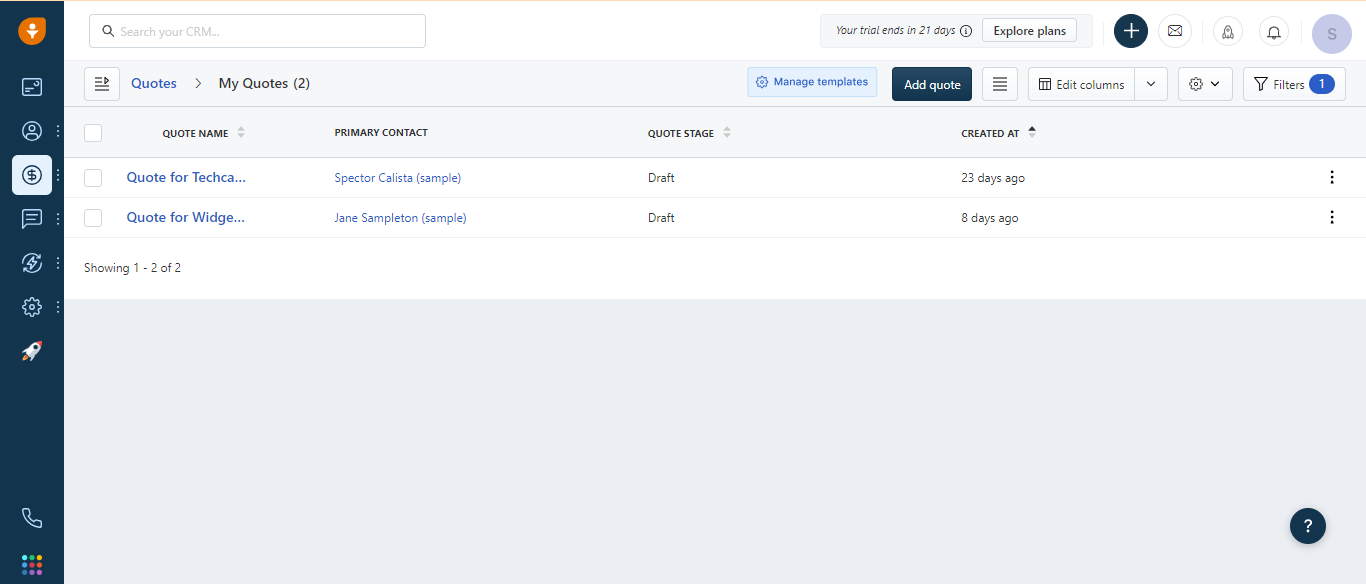 Search your CRM...
Your trial ends in 21 days
Explore plans
S
Quotes > My Quotes (2)
Manage templates
Add quote
Edit columns
Filters 1
QUOTE NAME PRIMARY CONTACT QUOTE STAGE CREATED AT
Quote for Techca... Spector Calista (sample) Draft 23 days ago
Quote for Widge... Jane Sampleton (sample) Draft 8 days ago
Showing 1 - 2 of 2
?